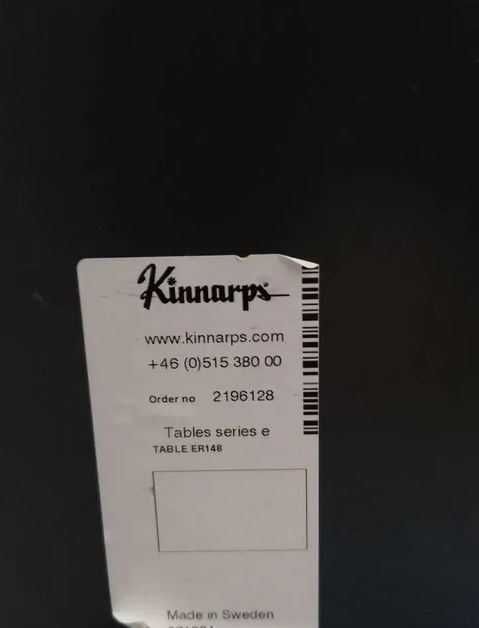 Kinnarps
www.kinnarps.com
+46 (0)515 380 00
Order no 2196128
Tables series e
TABLE ER148
Made in Sweden